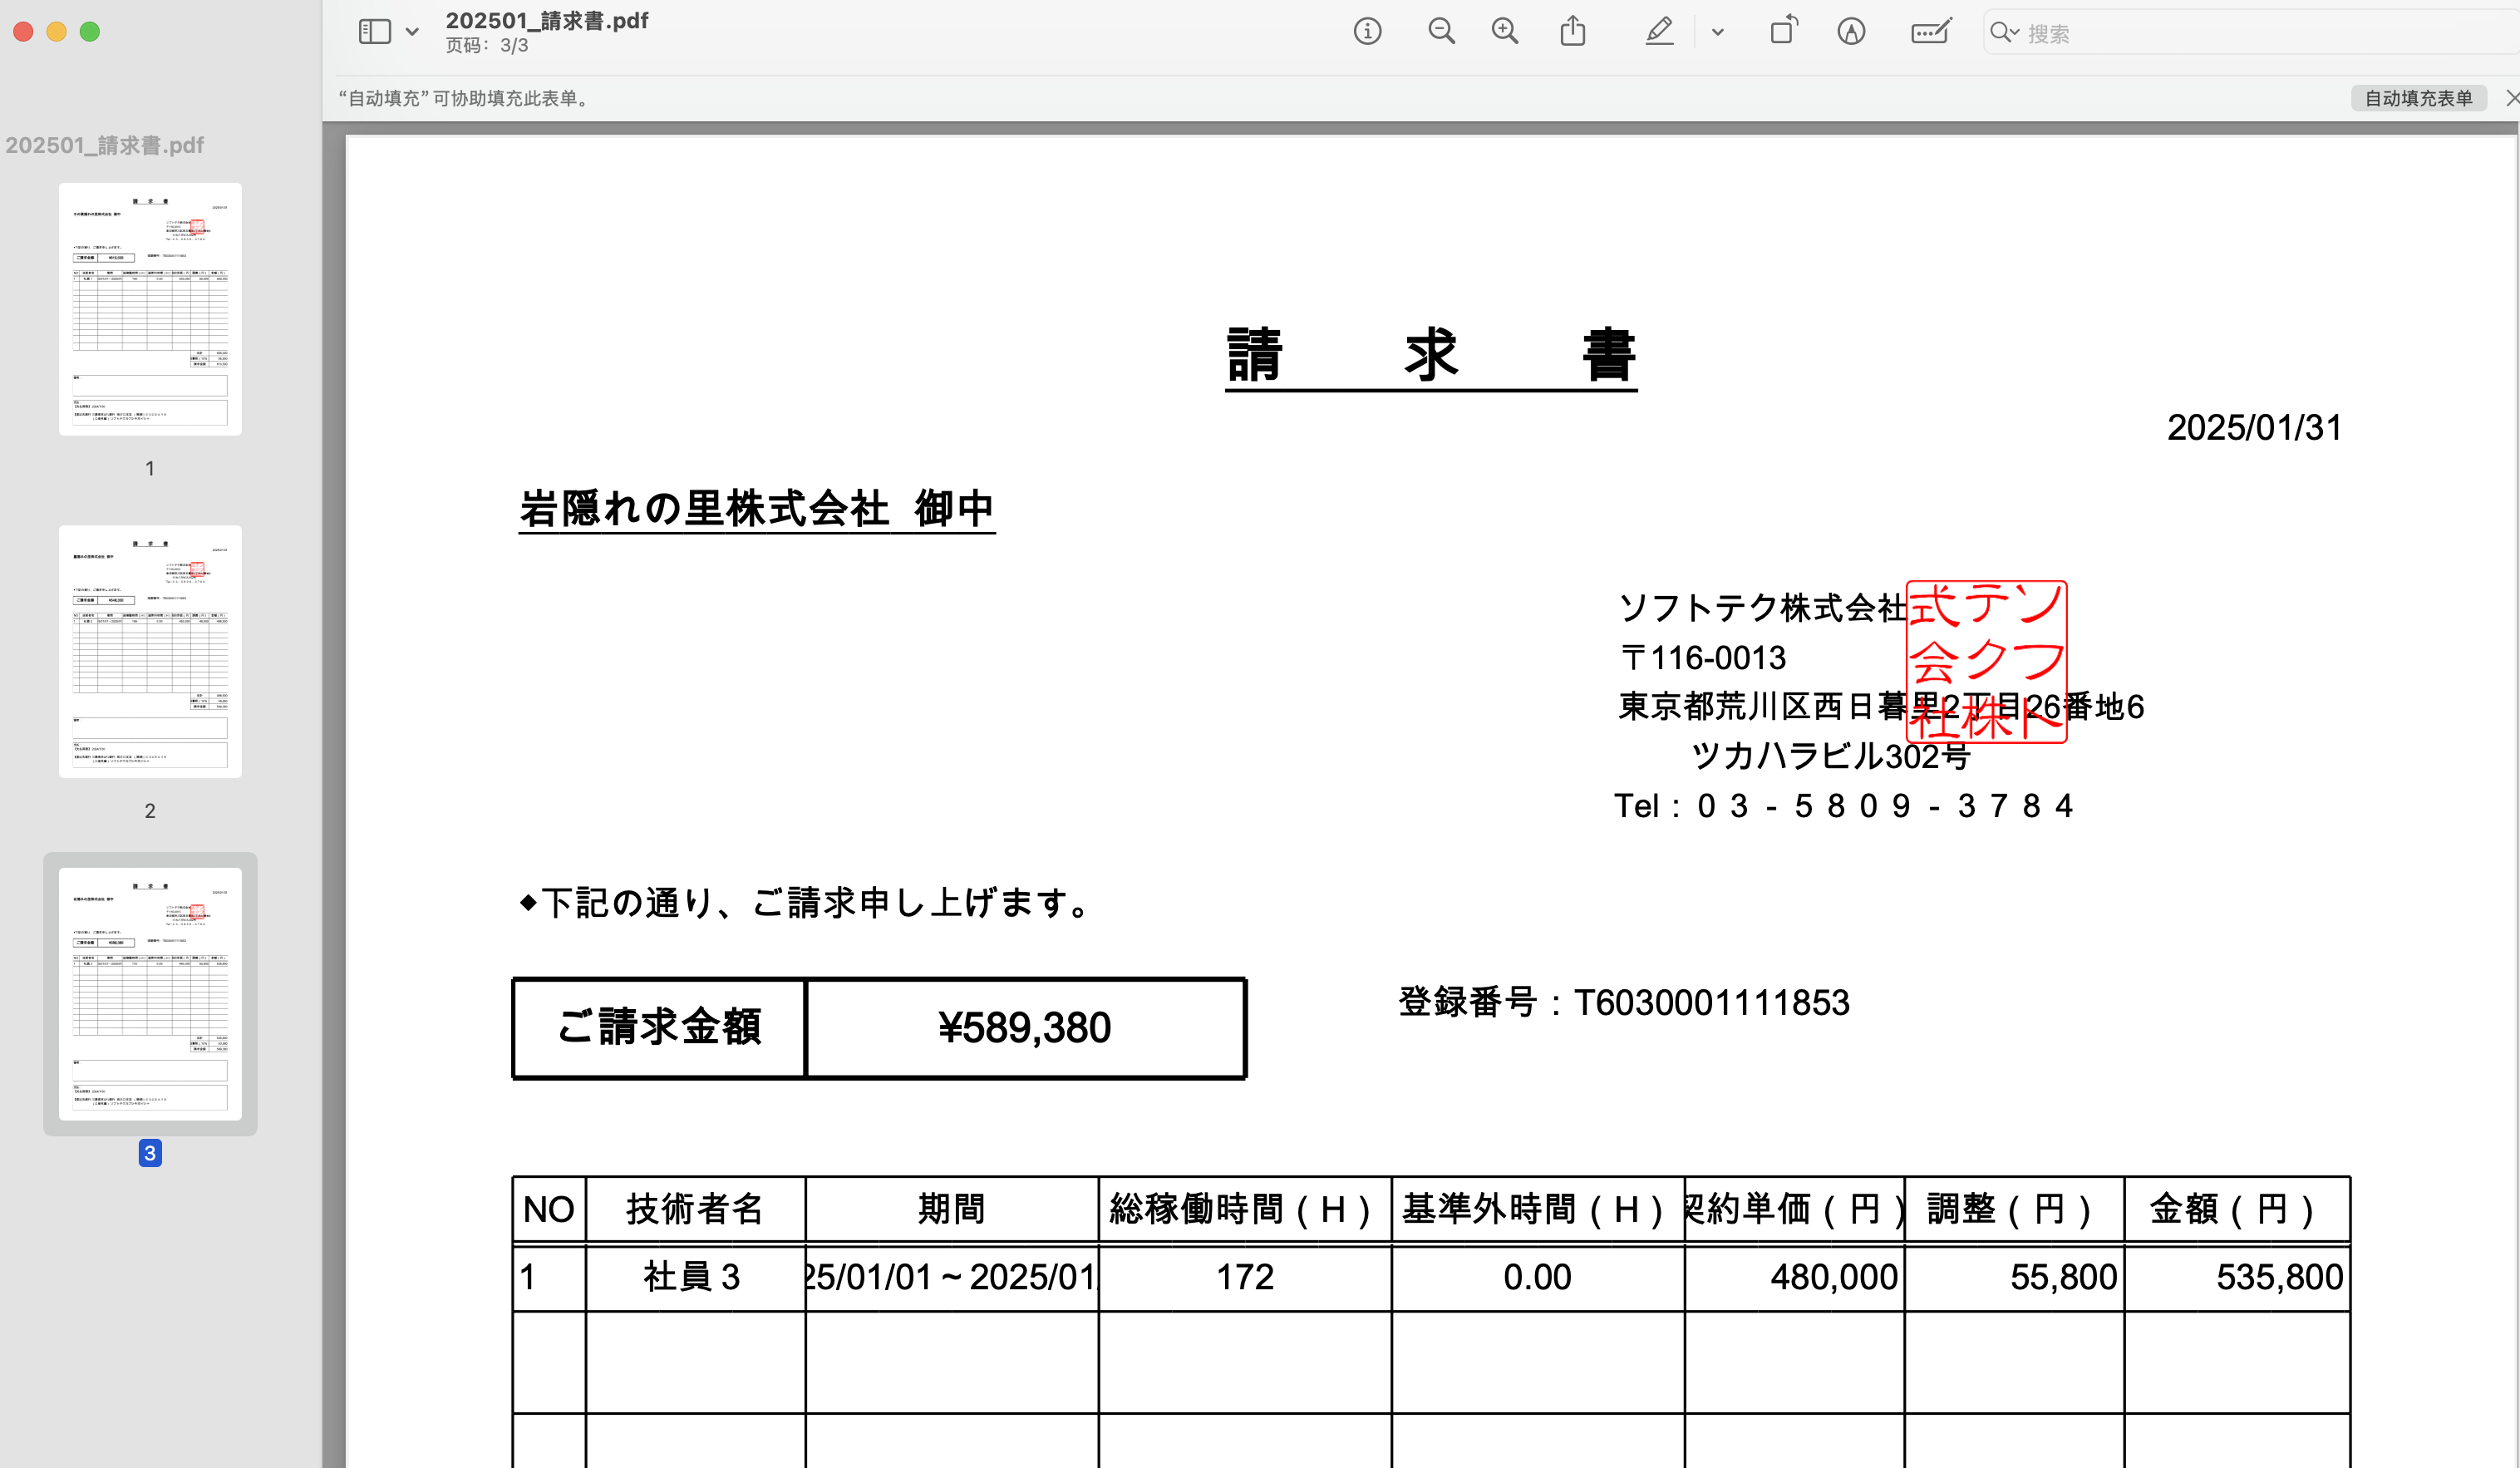 202501_請求書.pdf
页码：3/3
搜索
“自动填充”可协助填充此表单。
自动填充表单
202501_請求書.pdf
1
2
3
請 求 書
2025/01/31
岩隠れの里株式会社 御中
ソフトテク株式会社
〒116-0013
東京都荒川区西日暮里2丁目26番地6
ツカハラビル302号
Tel：０３-５８０９-３７８４
式テソ
会クフ
社株ト
◆下記の通り、ご請求申し上げます。
ご請求金額 ¥589,380
登録番号：T6030001111853
NO 技術者名 期間 総稼働時間（H） 基準外時間（H） 契約単価（円） 調整（円） 金額（円）
1 社員３ 25/01/01～2025/01 172 0.00 480,000 55,800 535,800